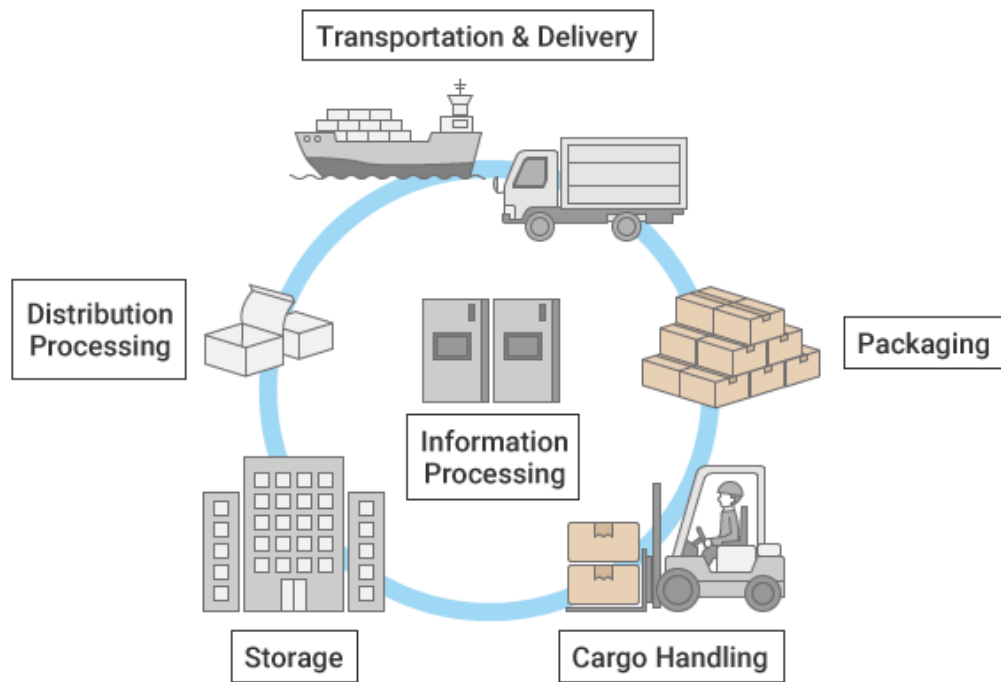 Transportation & Delivery
Distribution
Processing
Packaging
Information
Processing
Storage
Cargo Handling